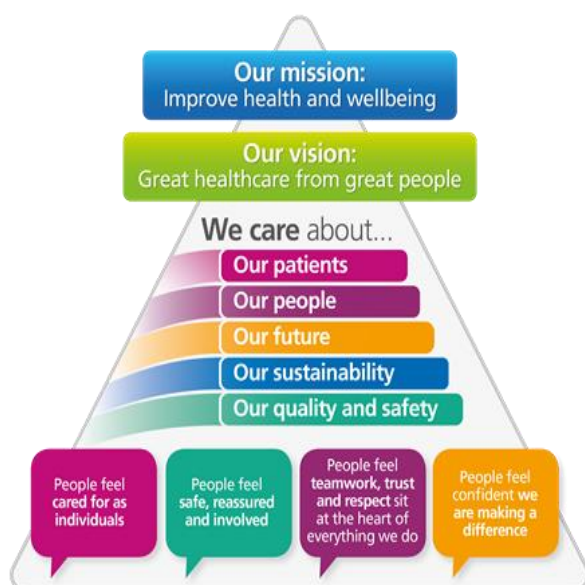 Our mission:
Improve health and wellbeing
Our vision:
Great healthcare from great people
We care about...
Our patients
Our people
Our future
Our sustainability
Our quality and safety
People feel
cared for as
individuals
People feel
safe, reassured
and involved
People feel
teamwork, trust
and respect sit
at the heart of
everything we do
People feel
confident we
are making a
difference